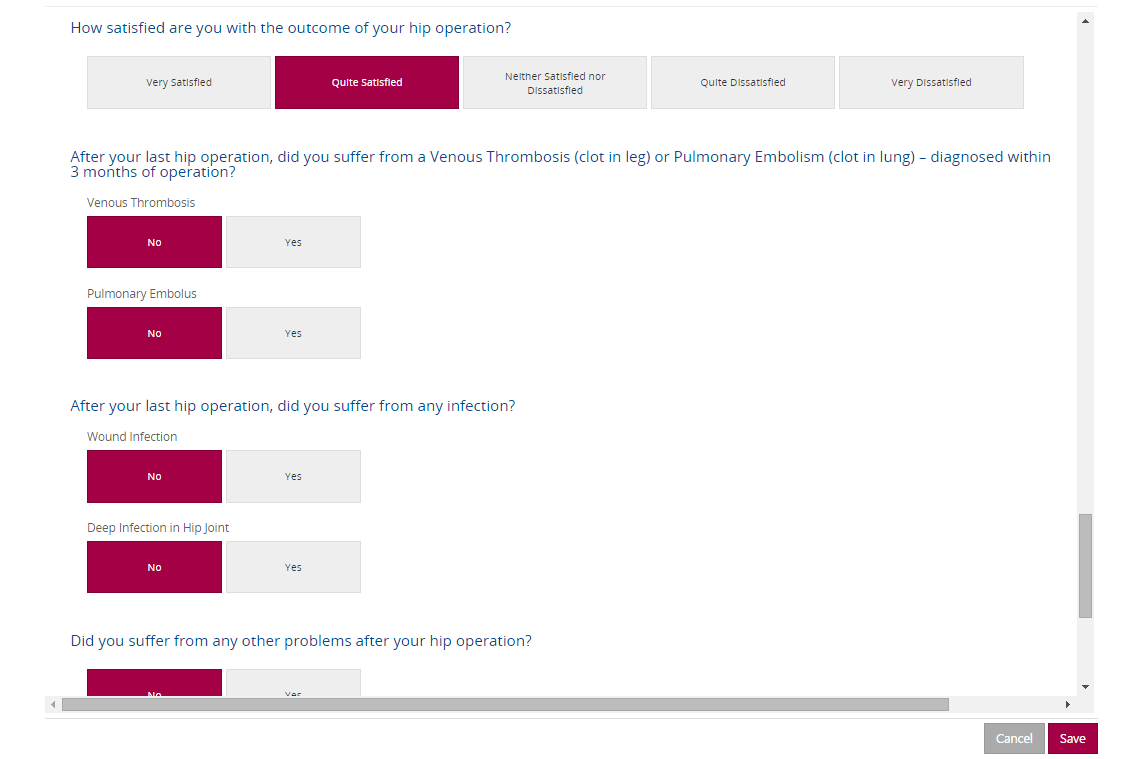 How satisfied are you with the outcome of your hip operation?
Very Satisfied
Quite Satisfied
Neither Satisfied nor
Dissatisfied
Quite Dissatisfied
Very Dissatisfied
After your last hip operation, did you suffer from a Venous Thrombosis (clot in leg) or Pulmonary Embolism (clot in lung) – diagnosed within
3 months of operation?
Venous Thrombosis
No
Yes
Pulmonary Embolus
No
Yes
After your last hip operation, did you suffer from any infection?
Wound Infection
No
Yes
Deep Infection in Hip Joint
No
Yes
Did you suffer from any other problems after your hip operation?
No
Yes
Cancel
Save